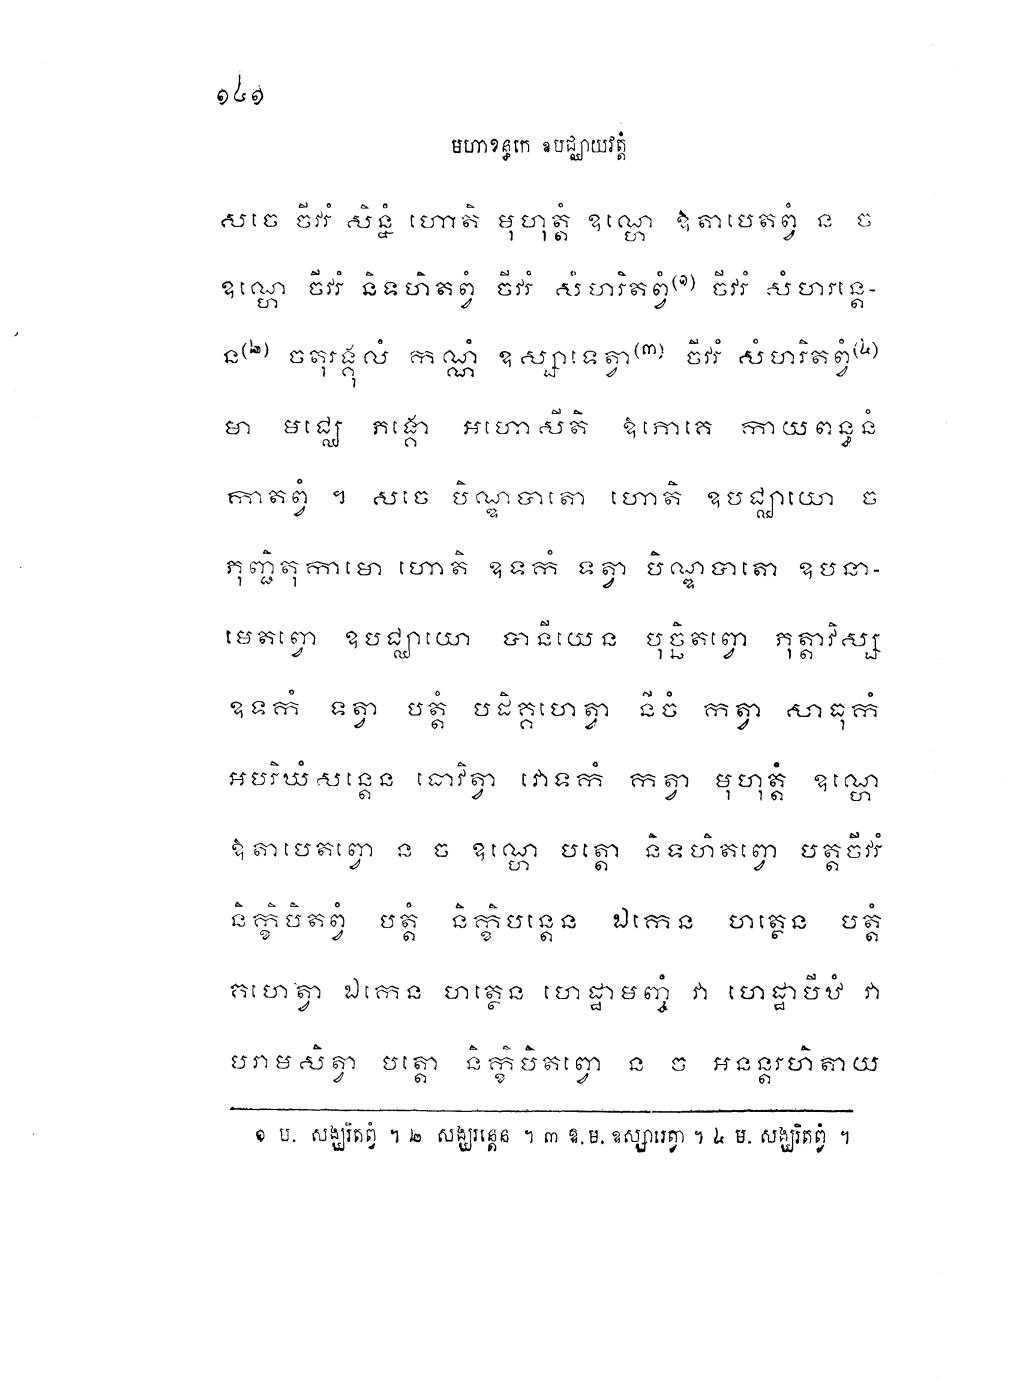 ១៤១
មហាខន្ធកេ ឧបជ្ឈាយវត្តំ
សចេ ចីវរំ សិន្នំ ហោតិ មុហុត្តំ ឧណ្ហេ ឱតាបេតព្វំ ន ច
ឧណ្ហេ ចីវរំ និទហិតព្វំ ចីវរំ សំហរិតព្វំ(១) ចីវរំ សំហរន្តេ-
ន(២) ចតុរង្គុលំ កណ្ណំ ឧស្សាទេត្វា(៣) ចីវរំ សំហរិតព្វំ(៤)
មា មជ្ឈេ ភង្គោ អហោសីតិ ឱភោគេ កាយពន្ធនំ
កាតព្វំ ។ សចេ បិណ្ឌបាតោ ហោតិ ឧបជ្ឈាយោ ច
ភុញ្ជិតុកាមោ ហោតិ ឧទកំ ទត្វា បិណ្ឌបាតោ ឧបនា-
មេតព្វោ ឧបជ្ឈាយោ បានីយេន បុច្ឆិតព្វោ ភុត្តាវិស្ស
ឧទកំ ទត្វា បត្តំ បដិគ្គហេត្វា នីចំ កត្វា សាធុកំ
អបរិឃំសន្តេន ធោវិត្វា វោទកំ កត្វា មុហុត្តំ ឧណ្ហេ
ឱតាបេតព្វោ ន ច ឧណ្ហេ បត្តោ និទហិតព្វោ បត្តចីវរំ
និក្ខិបិតព្វំ បត្តំ និក្ខិបន្តេន ឯកេន ហត្ថេន បត្តំ
គហេត្វា ឯកេន ហត្ថេន ហេដ្ឋាមញ្ចំ វា ហេដ្ឋាបីឋំ វា
បរាមសិត្វា បត្តោ និក្ខិបិតព្វោ ន ច អនន្តរហិតាយ
១ ប. សង្ឃរិតព្វំ ។ ២ សង្ឃរន្តេន ។ ៣ ឱ.ម. ឧស្សារេត្វា ។ ៤ ម. សង្ឃរិតព្វំ ។